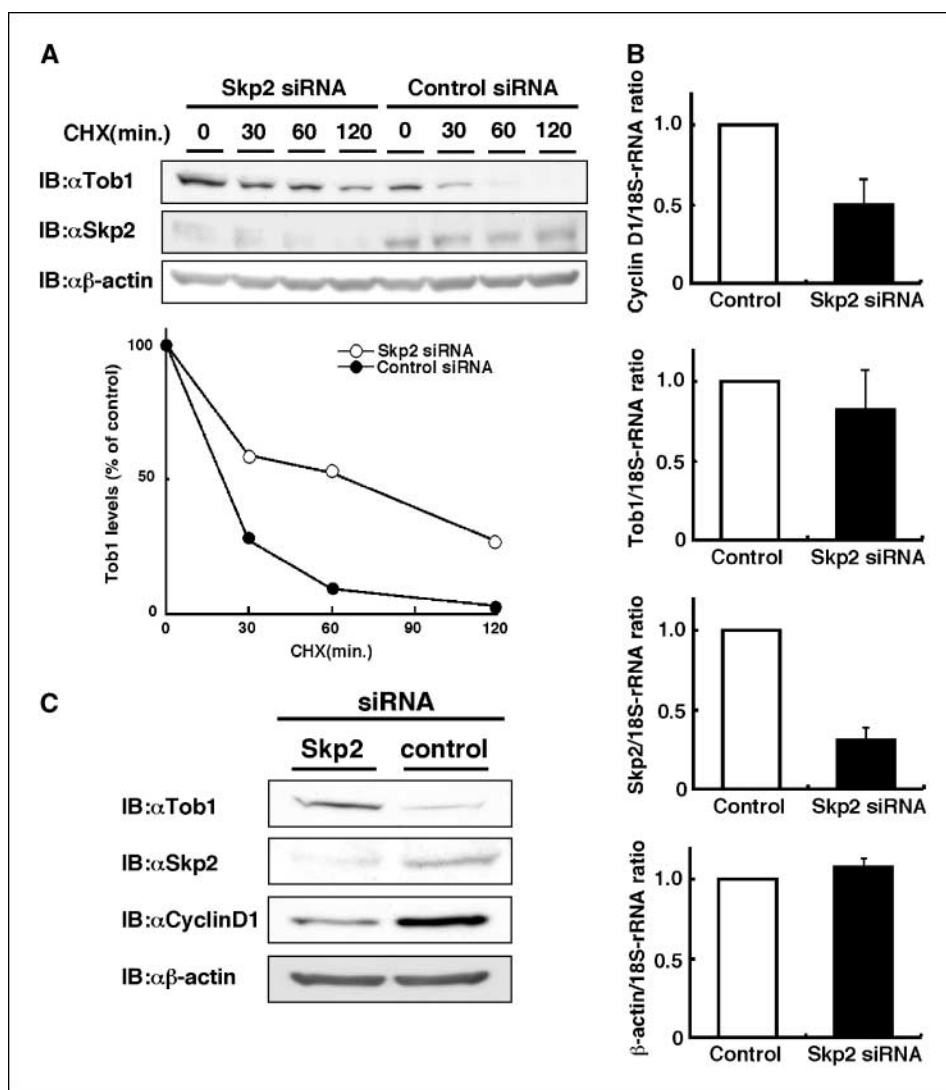 A
Skp2 siRNA Control siRNA
CHX(min.) 0 30 60 120 0 30 60 120
IB:αTob1
IB:αSkp2
IB:αβ-actin
Tob1 levels (% of control)
100
50
0
Skp2 siRNA
Control siRNA
0 30 60 90 120
CHX(min.)
C
siRNA
Skp2 control
IB:αTob1
IB:αSkp2
IB:αCyclinD1
IB:αβ-actin
B
Cyclin D1/18S-rRNA ratio
1.0
0.5
0
Control Skp2 siRNA
Tob1/18S-rRNA ratio
1.0
0.5
0
Control Skp2 siRNA
Skp2/18S-rRNA ratio
1.0
0.5
0
Control Skp2 siRNA
β-actin/18S-rRNA ratio
1.0
0.5
0
Control Skp2 siRNA